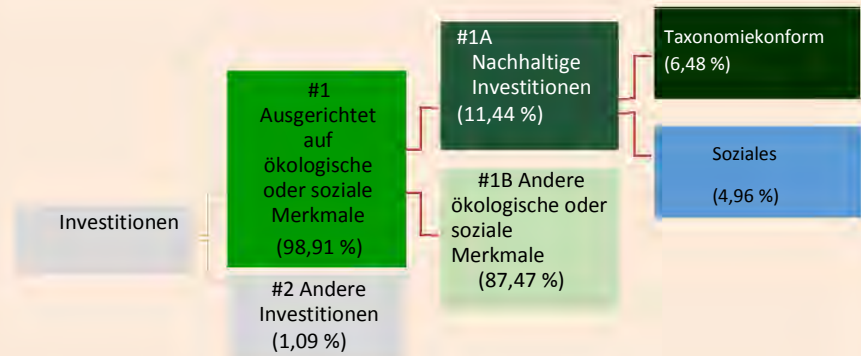 Investitionen
#1
Ausgerichtet
auf
ökologische
oder soziale
Merkmale
(98,91 %)
#2 Andere
Investitionen
(1,09 %)
#1A
Nachhaltige
Investitionen
(11,44 %)
#1B Andere
ökologische oder
soziale
Merkmale
(87,47 %)
Taxonomiekonform
(6,48 %)
Soziales
(4,96 %)